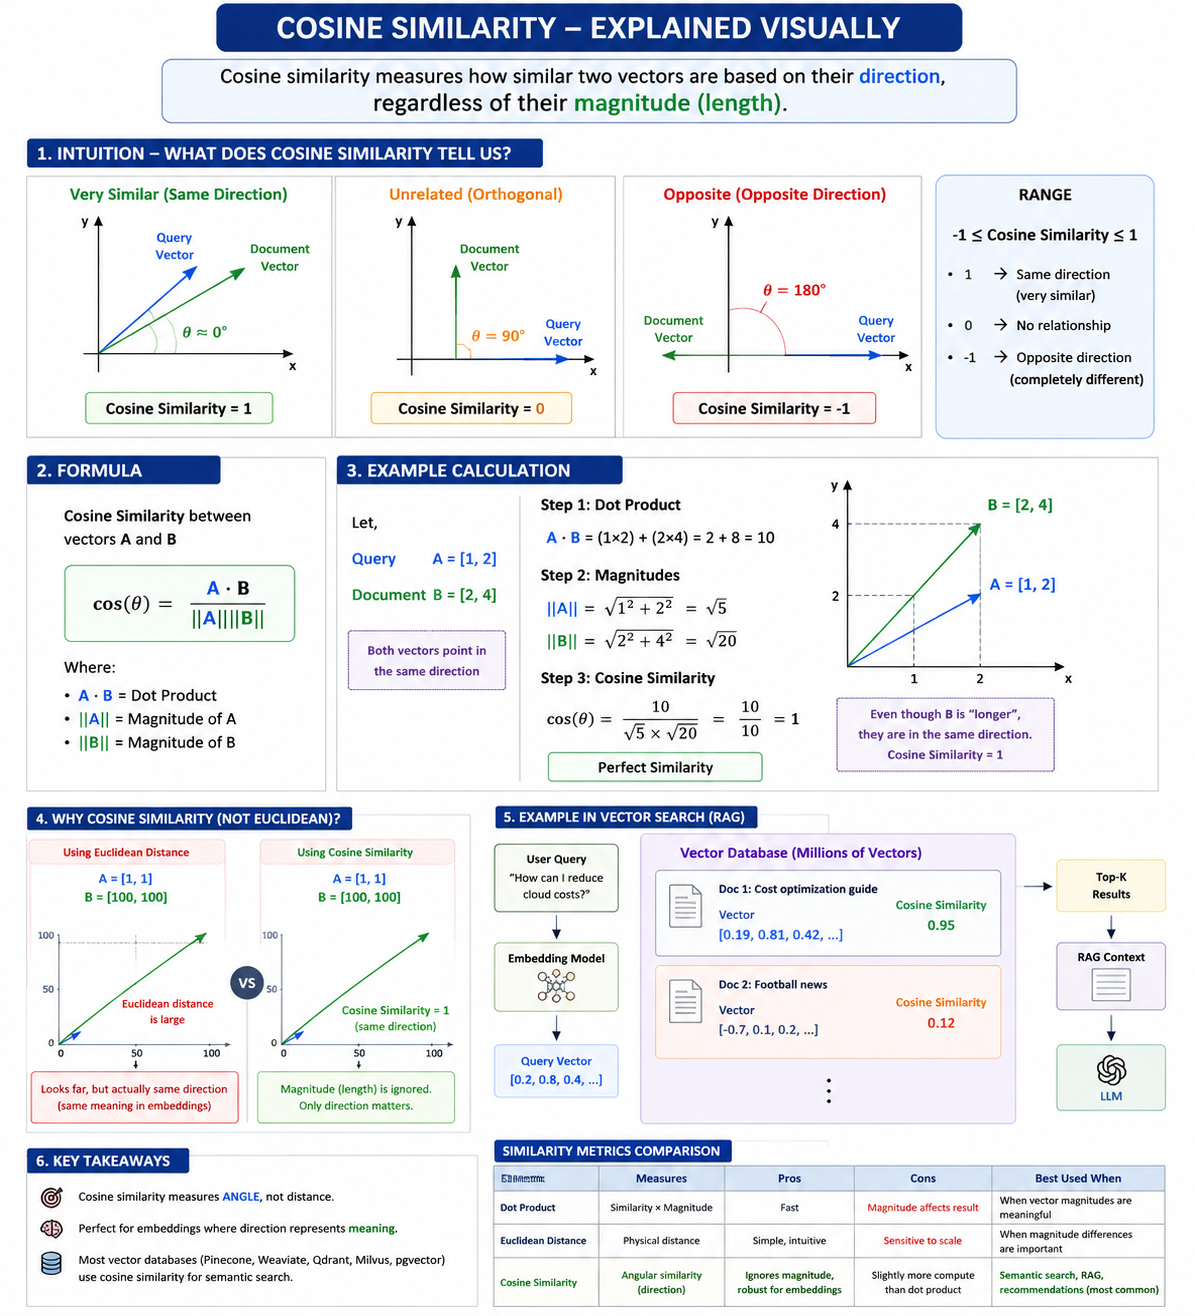 COSINE SIMILARITY – EXPLAINED VISUALLY
Cosine similarity measures how similar two vectors are based on their direction,
regardless of their magnitude (length).
1. INTUITION – WHAT DOES COSINE SIMILARITY TELL US?
Very Similar (Same Direction)
y
Query
Vector
Document
Vector
θ ≈ 0°
x
Cosine Similarity = 1
Unrelated (Orthogonal)
y
Document
Vector
θ = 90°
Query
Vector
x
Cosine Similarity = 0
Opposite (Opposite Direction)
y
θ = 180°
Document
Vector
Query
Vector
x
Cosine Similarity = -1
RANGE
-1 ≤ Cosine Similarity ≤ 1
• 1 → Same direction
(very similar)
• 0 → No relationship
• -1 → Opposite direction
(completely different)
2. FORMULA
Cosine Similarity between
vectors A and B
cos(θ) = A · B / ||A||||B||
Where:
• A · B = Dot Product
• ||A|| = Magnitude of A
• ||B|| = Magnitude of B
3. EXAMPLE CALCULATION
Let,
Query A = [1, 2]
Document B = [2, 4]
Both vectors point in
the same direction
Step 1: Dot Product
A · B = (1×2) + (2×4) = 2 + 8 = 10
Step 2: Magnitudes
||A|| = √1² + 2² = √5
||B|| = √2² + 4² = √20
Step 3: Cosine Similarity
cos(θ) = 10 / √5 × √20 = 10 / 10 = 1
Perfect Similarity
y
B = [2, 4]
4
A = [1, 2]
2
1 2 x
Even though B is “longer”,
they are in the same direction.
Cosine Similarity = 1
4. WHY COSINE SIMILARITY (NOT EUCLIDEAN)?
Using Euclidean Distance
A = [1, 1]
B = [100, 100]
100
50
Euclidean distance
is large
0
0 50 100
Looks far, but actually same direction
(same meaning in embeddings)
VS
Using Cosine Similarity
A = [1, 1]
B = [100, 100]
100
50
Cosine Similarity = 1
(same direction)
0
0 50 100
Magnitude (length) is ignored.
Only direction matters.
5. EXAMPLE IN VECTOR SEARCH (RAG)
User Query
"How can I reduce
cloud costs?"
Embedding Model
Query Vector
[0.2, 0.8, 0.4, ...]
Vector Database (Millions of Vectors)
Doc 1: Cost optimization guide
Vector
[0.19, 0.81, 0.42, ...]
Cosine Similarity
0.95
Doc 2: Football news
Vector
[-0.7, 0.1, 0.2, ...]
Cosine Similarity
0.12
Top-K
Results
RAG Context
LLM
6. KEY TAKEAWAYS
Cosine similarity measures ANGLE, not distance.
Perfect for embeddings where direction represents meaning.
Most vector databases (Pinecone, Weaviate, Qdrant, Milvus, pgvector)
use cosine similarity for semantic search.
SIMILARITY METRICS COMPARISON
Measures Pros Cons Best Used When
Dot Product Similarity × Magnitude Fast Magnitude affects result When vector magnitudes are
meaningful
Euclidean Distance Physical distance Simple, intuitive Sensitive to scale When magnitude differences
are important
Cosine Similarity Angular similarity
(direction) Ignores magnitude,
robust for embeddings Slightly more compute
than dot product Semantic search, RAG,
recommendations (most common)